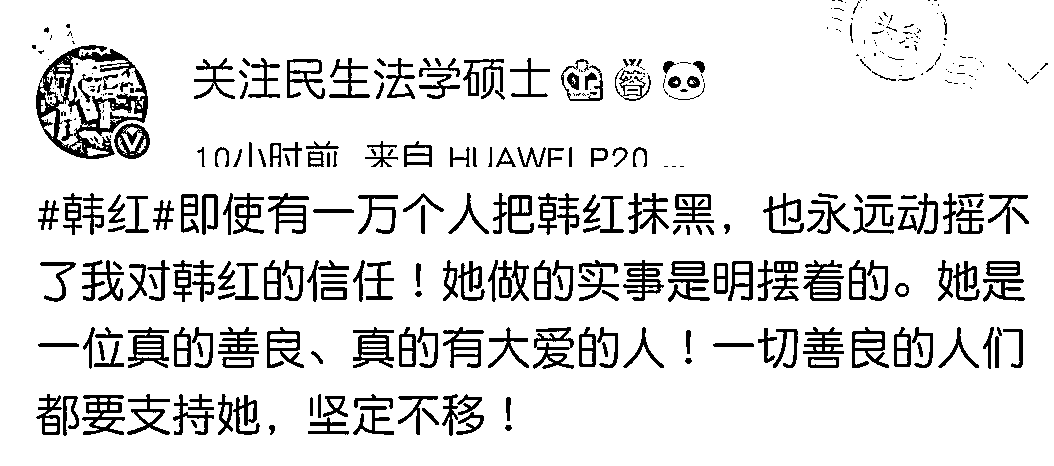 关注民生法学硕士
10小时前 来自 HUAWEI P20 ...
#韩红#即使有一万个人把韩红抹黑，也永远动摇不
了我对韩红的信任！她做的实事是明摆着的。她是
一位真的善良、真的有大爱的人！一切善良的人们
都要支持她，坚定不移！